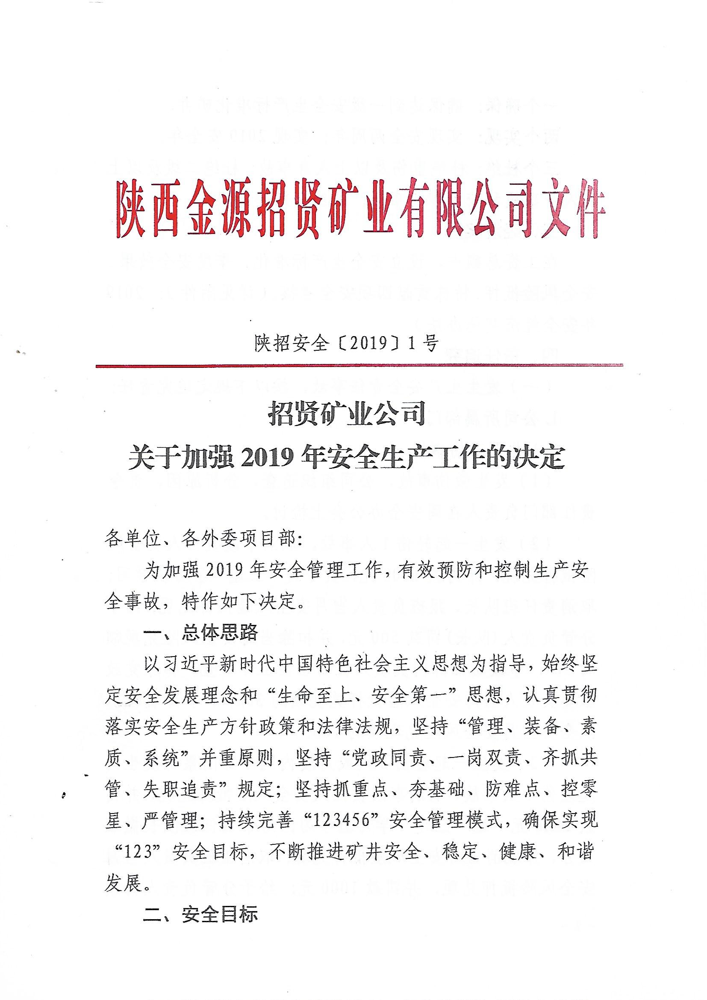 陕西金源招贤矿业有限公司文件
陕招安全〔2019〕1号
招贤矿业公司
关于加强 2019 年安全生产工作的决定
各单位、各外委项目部：
为加强 2019 年安全管理工作，有效预防和控制生产安
全事故，特作如下决定。
一、总体思路
以习近平新时代中国特色社会主义思想为指导，始终坚
定安全发展理念和“生命至上、安全第一”思想，认真贯彻
落实安全生产方针政策和法律法规，坚持“管理、装备、素
质、系统”并重原则，坚持“党政同责、一岗双责、齐抓共
管、失职追责”规定；坚持抓重点、夯基础、防难点、控零
星、严管理；持续完善“123456”安全管理模式，确保实现
“123”安全目标，不断推进矿井安全、稳定、健康、和谐
发展。
二、安全目标